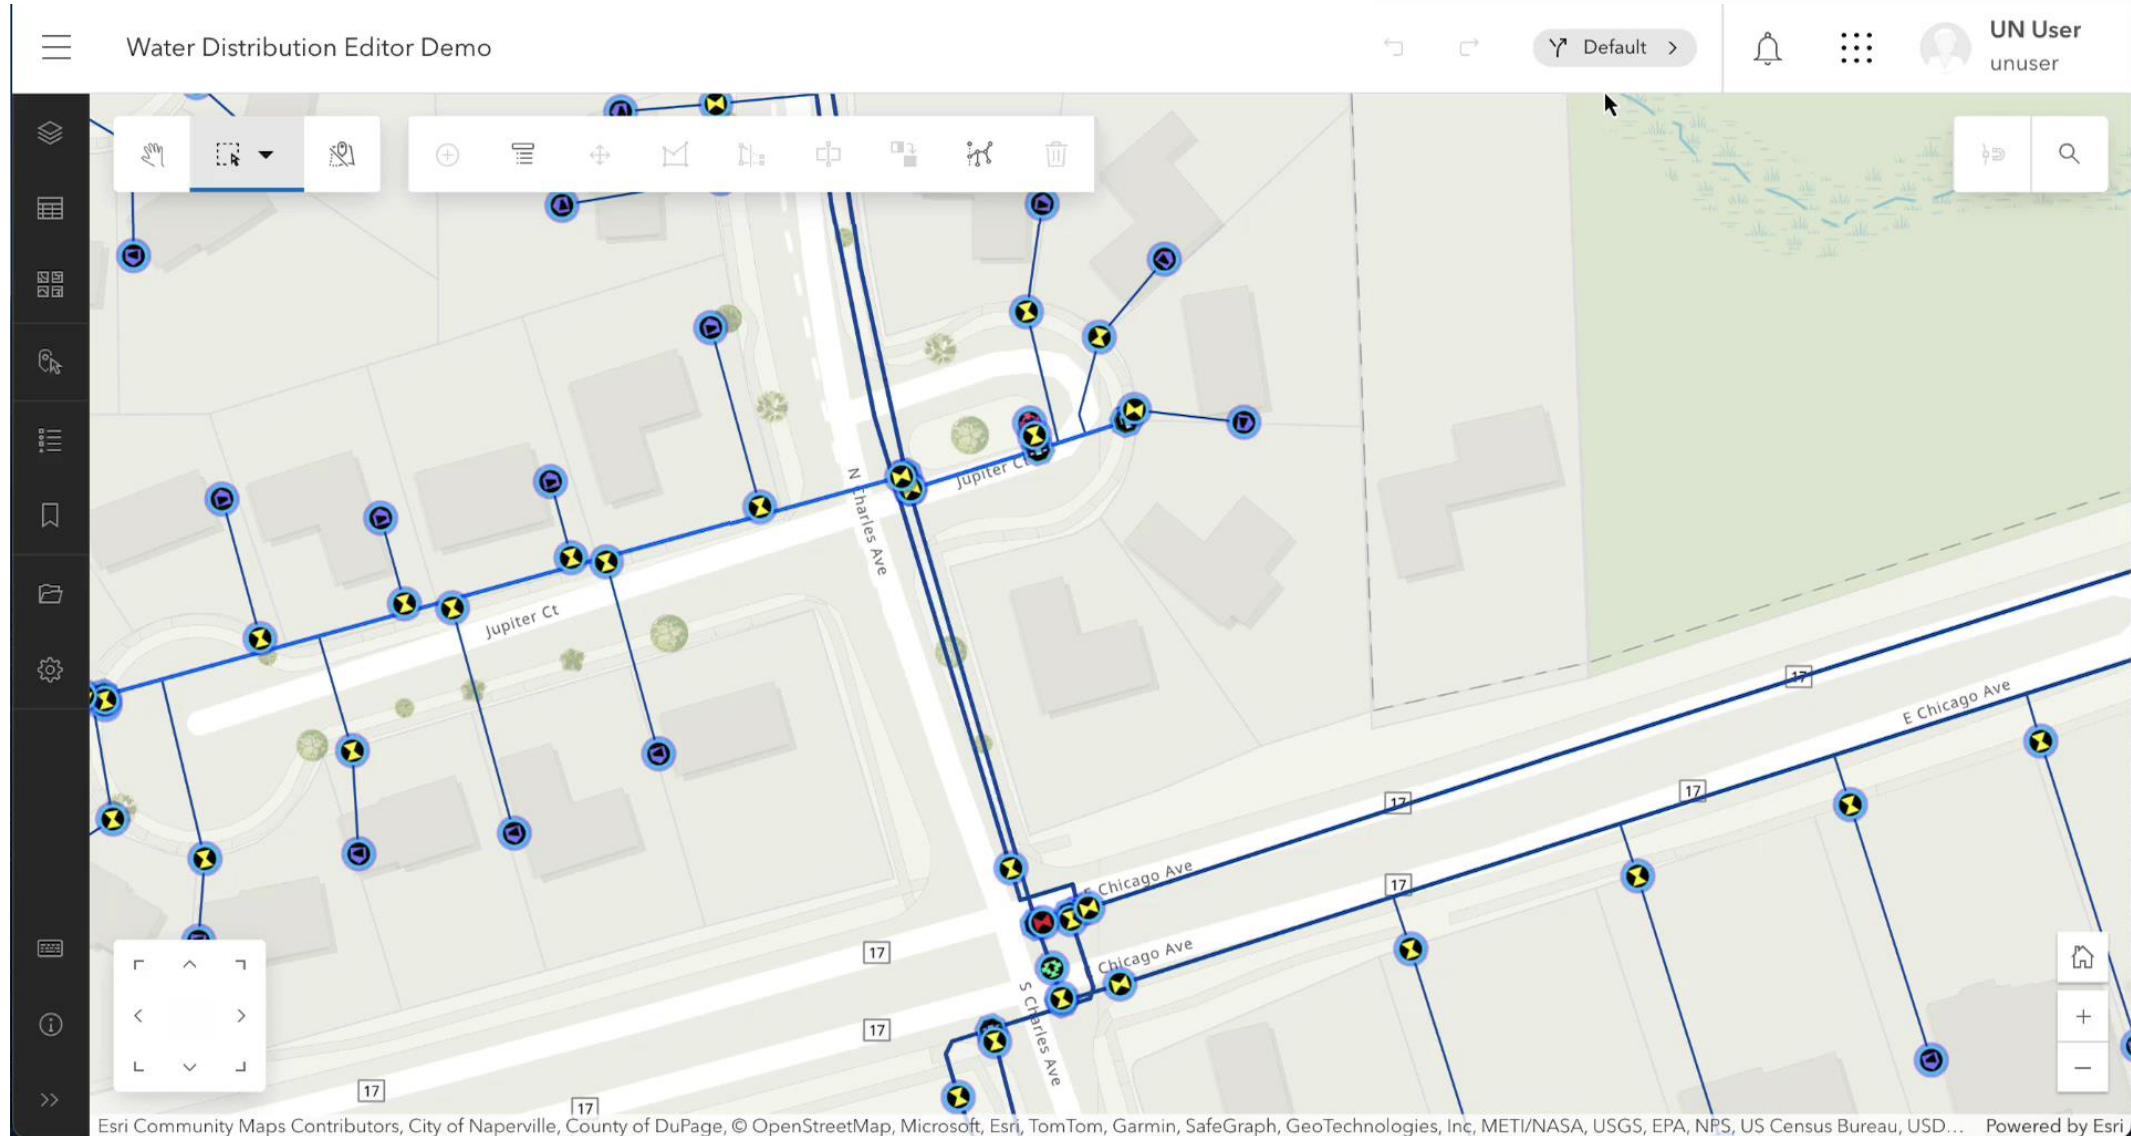 Water Distribution Editor Demo
Default
UN User
unuser
Jupiter Ct
N Charles Ave
Jupiter Ct
17
E Chicago Ave
17
17
E Chicago Ave
17
17
Chicago Ave
S Charles Ave
17
17
17
Esri Community Maps Contributors, City of Naperville, County of DuPage, © OpenStreetMap, Microsoft, Esri, TomTom, Garmin, SafeGraph, GeoTechnologies, Inc, METI/NASA, USGS, EPA, NPS, US Census Bureau, USD... Powered by Esri